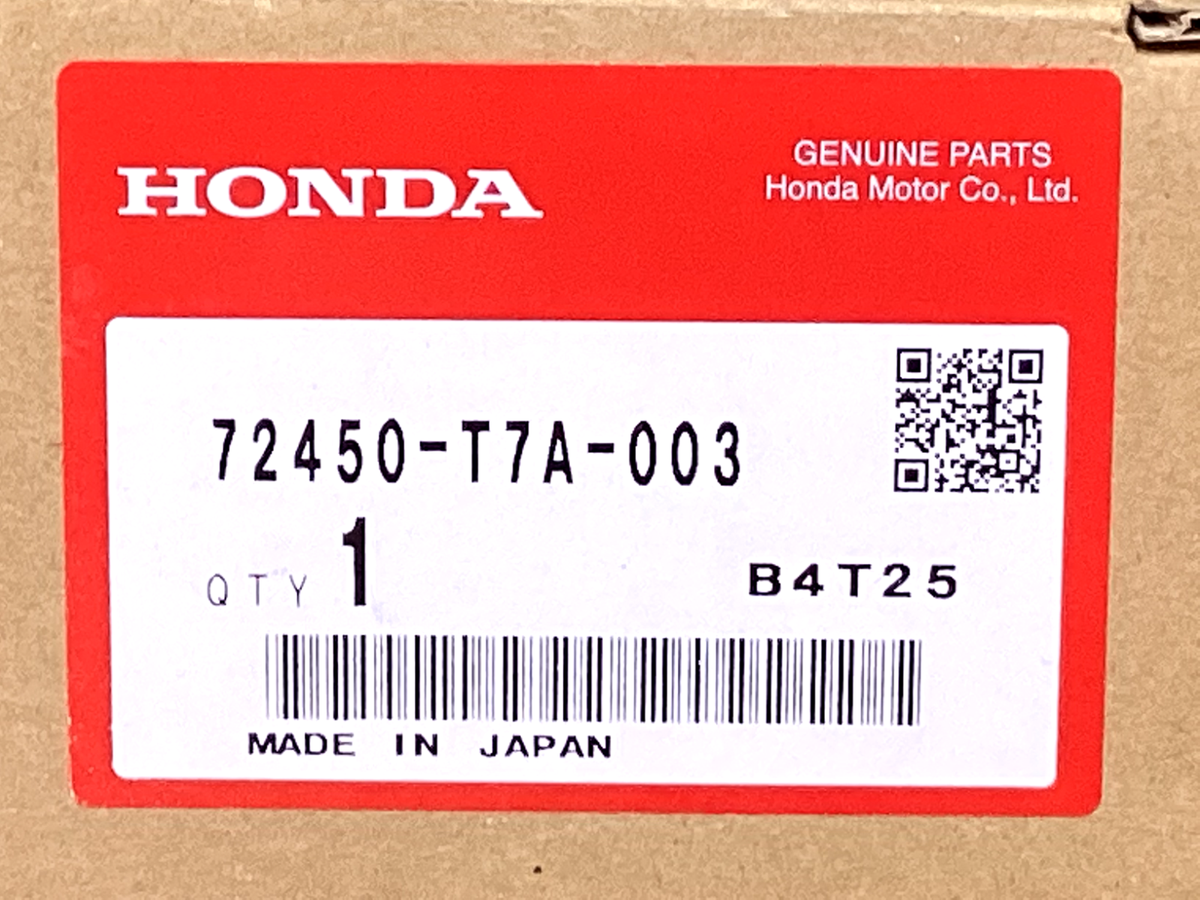 HONDA
GENUINE PARTS
Honda Motor Co., Ltd.
72450-T7A-003
QTY 1
B4T25
MADE IN JAPAN